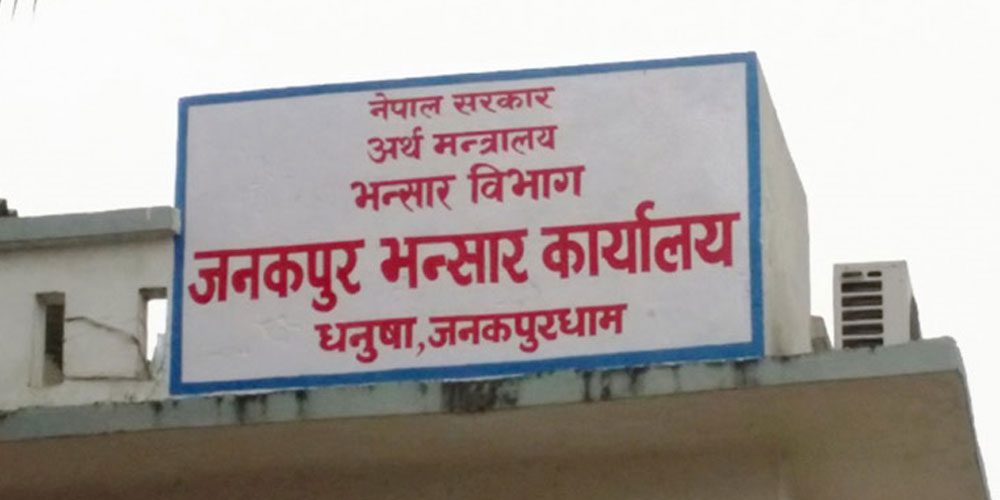 नेपाल सरकार
अर्थ मन्त्रालय
भन्सार विभाग
जनकपुर भन्सार कार्यालय
धनुषा, जनकपुरधाम